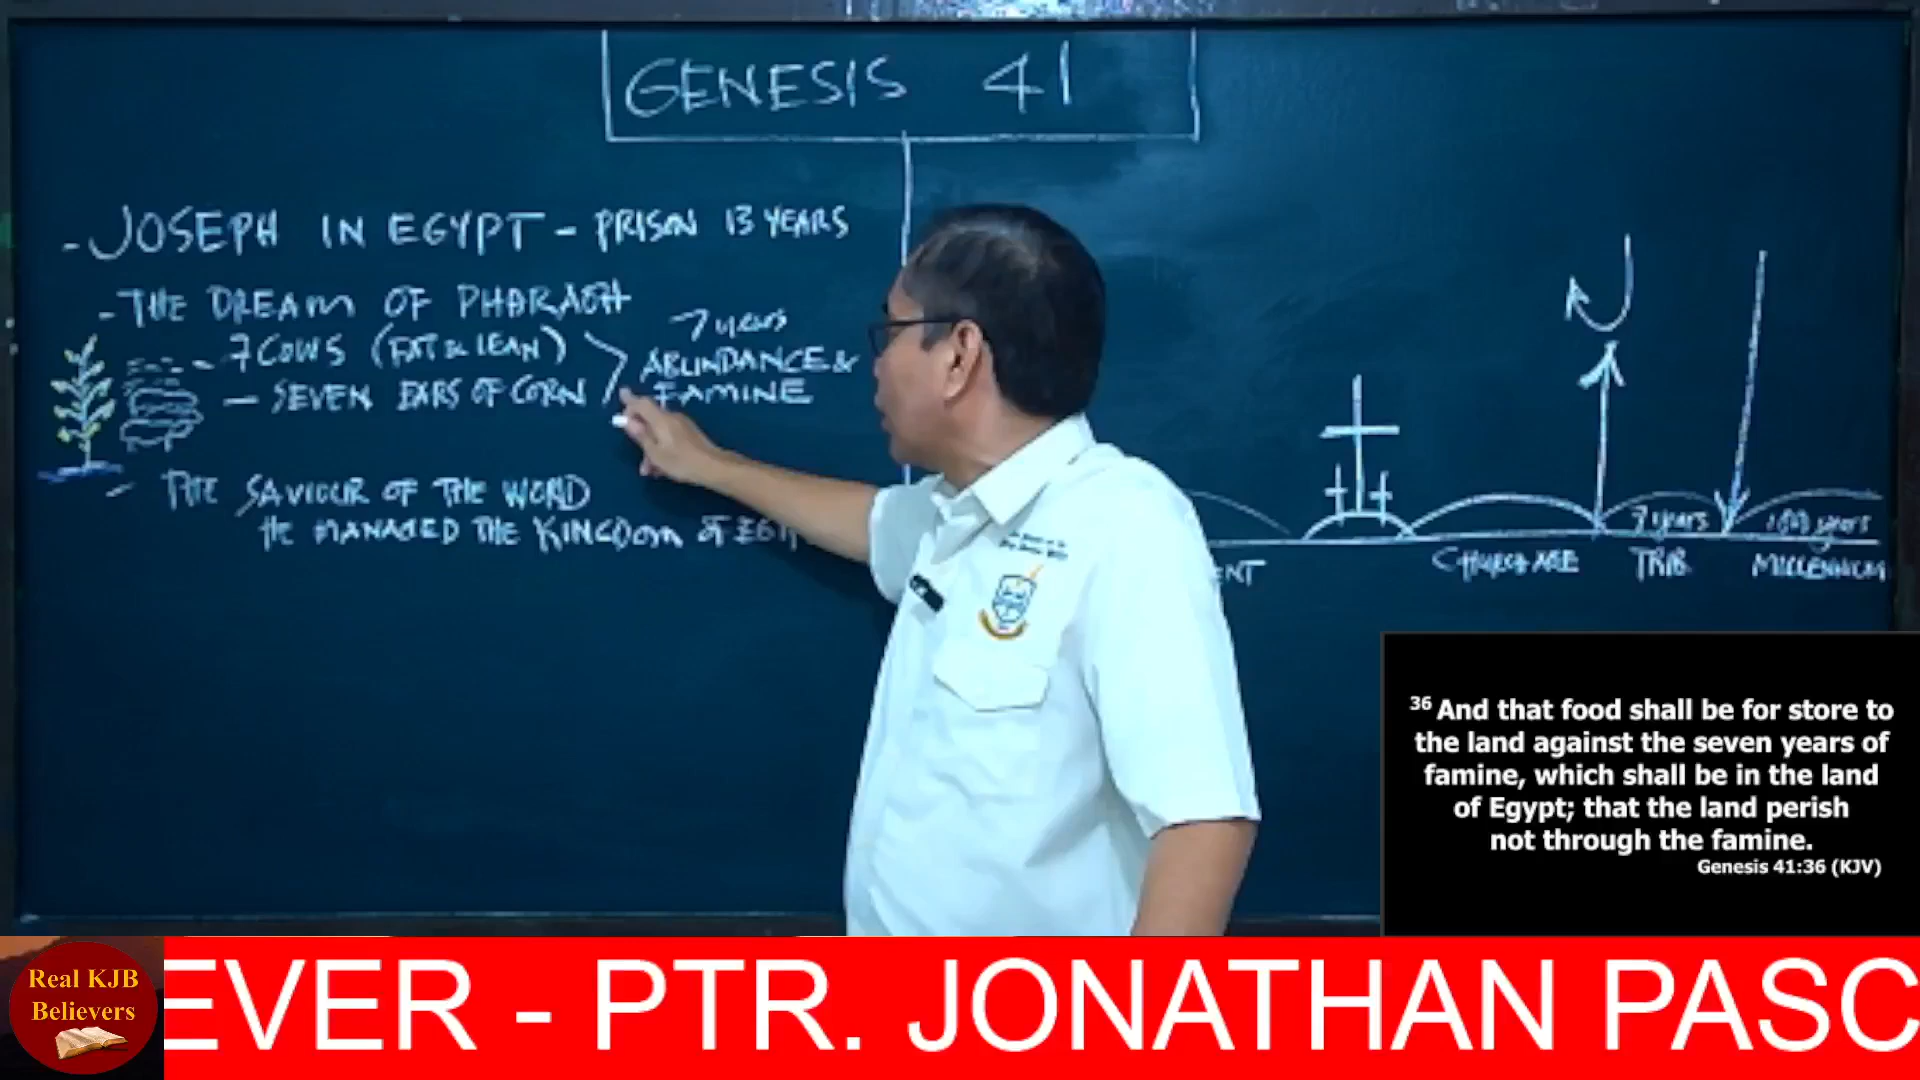 GENESIS 41
- JOSEPH IN EGYPT - PRISON 13 YEARS
- THE DREAM OF PHARAOH
- 7 COWS (FAT & LEAN)
- SEVEN EARS OF CORN
7 years
ABUNDANCE &
FAMINE
- THE SAVIOUR OF THE WORLD
HE MANAGED THE KINGDOM OF EGY
ENT
CHURCH AGE
7 years
TRIB
MILLENNIUM
36 And that food shall be for store to
the land against the seven years of
famine, which shall be in the land
of Egypt; that the land perish
not through the famine.
Genesis 41:36 (KJV)
Real KJB
Believers
EVER - PTR. JONATHAN PASC